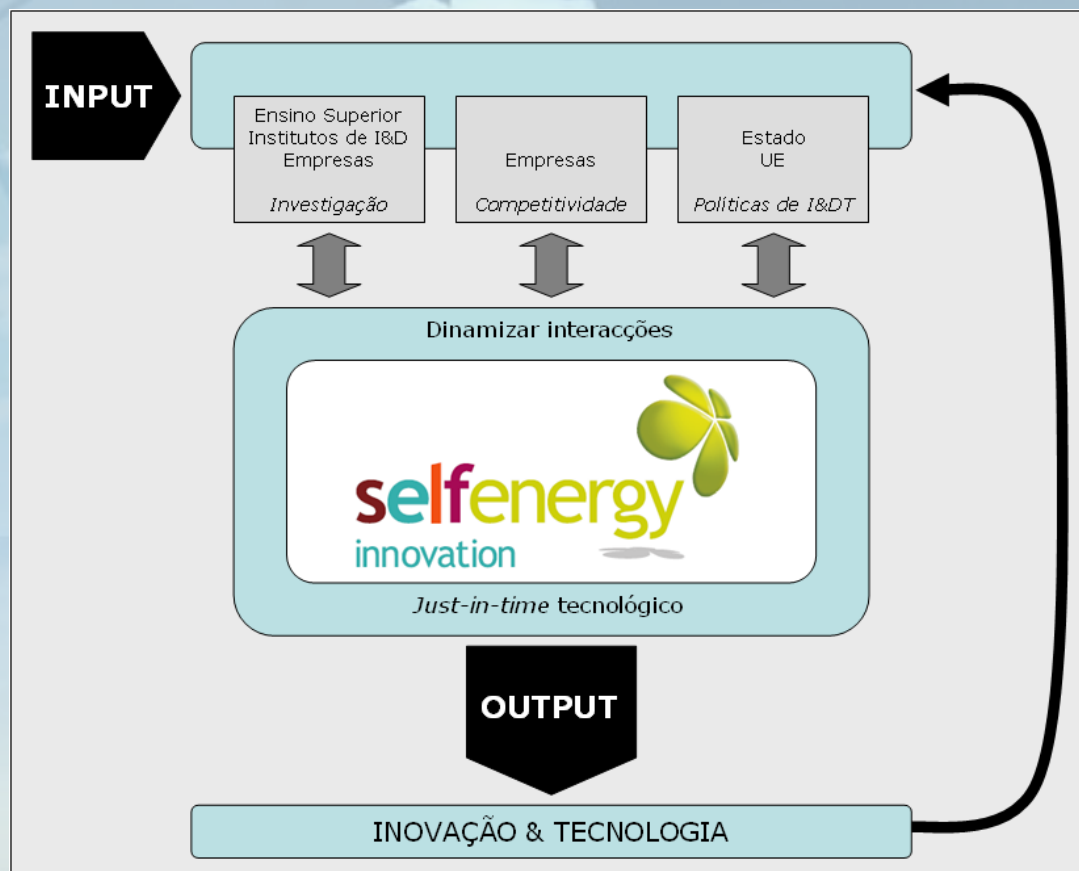 INPUT
Ensino Superior
Institutos de I&D
Empresas
Investigação
Empresas
Competitividade
Estado
UE
Políticas de I&DT
Dinamizar interacções
selfenergy
innovation
Just-in-time tecnológico
OUTPUT
INOVAÇÃO & TECNOLOGIA